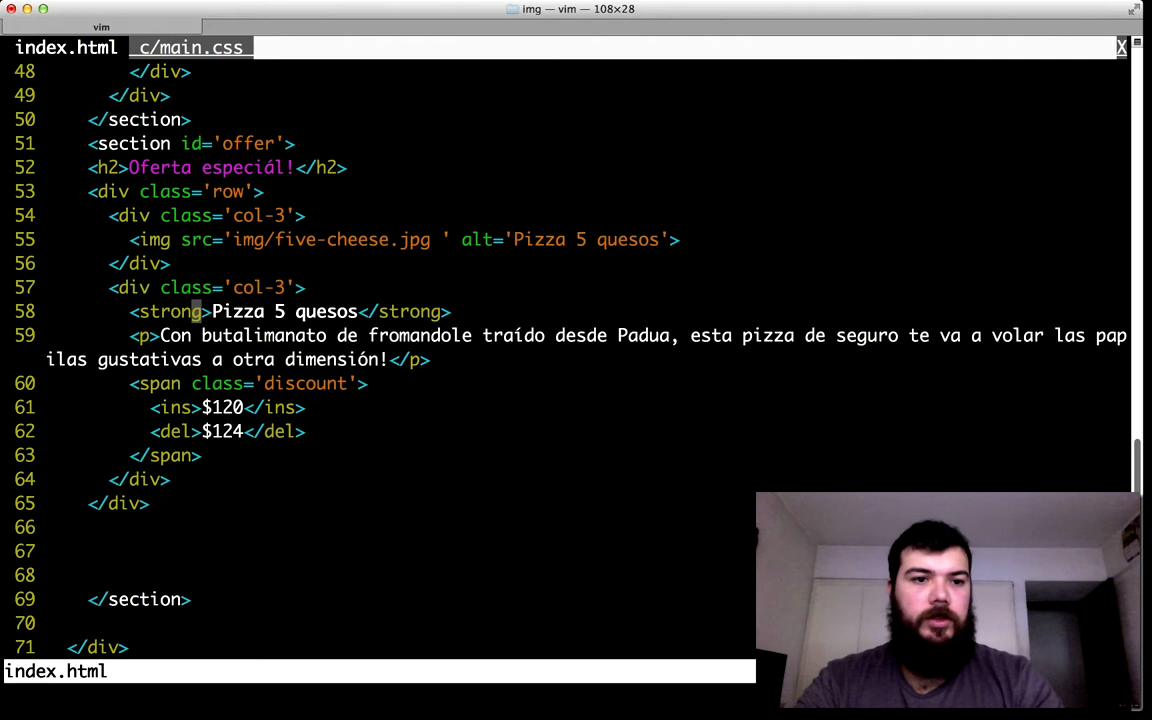 img — vim — 108×28
vim
index.html c/main.css X
48 </div>
49 </div>
50 </section>
51 <section id='offer'>
52 <h2>Oferta especiál!</h2>
53 <div class='row'>
54 <div class='col-3'>
55 <img src='img/five-cheese.jpg ' alt='Pizza 5 quesos'>
56 </div>
57 <div class='col-3'>
58 <strong>Pizza 5 quesos</strong>
59 <p>Con butalimanato de fromandole traído desde Padua, esta pizza de seguro te va a volar las pap
ilas gustativas a otra dimensión!</p>
60 <span class='discount'>
61 <ins>$120</ins>
62 <del>$124</del>
63 </span>
64 </div>
65 </div>
66
67
68
69 </section>
70
71 </div>
index.html